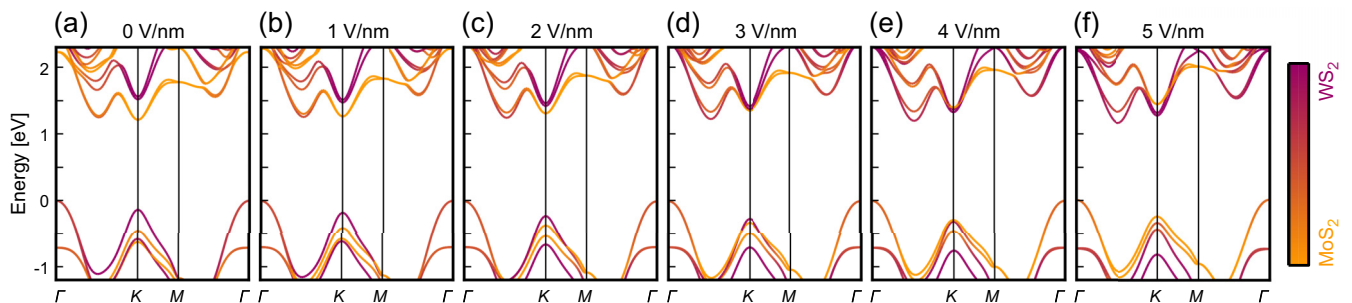 (a) 0 V/nm (b) 1 V/nm (c) 2 V/nm (d) 3 V/nm (e) 4 V/nm (f) 5 V/nm
Energy [eV]
2
1
0
-1
Γ K M Γ Γ K M Γ Γ K M Γ Γ K M Γ Γ K M Γ Γ K M Γ
WS₂
MoS₂